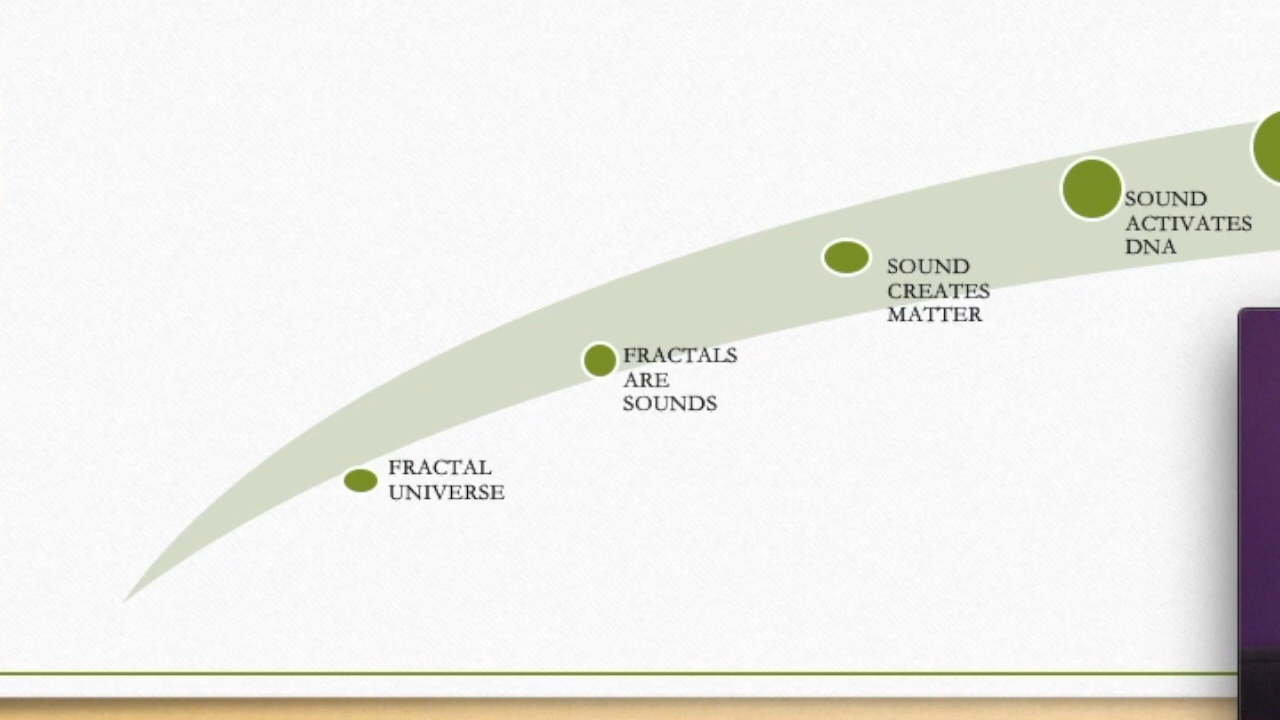 FRACTAL
UNIVERSE
FRACTALS
ARE
SOUNDS
SOUND
CREATES
MATTER
SOUND
ACTIVATES
DNA